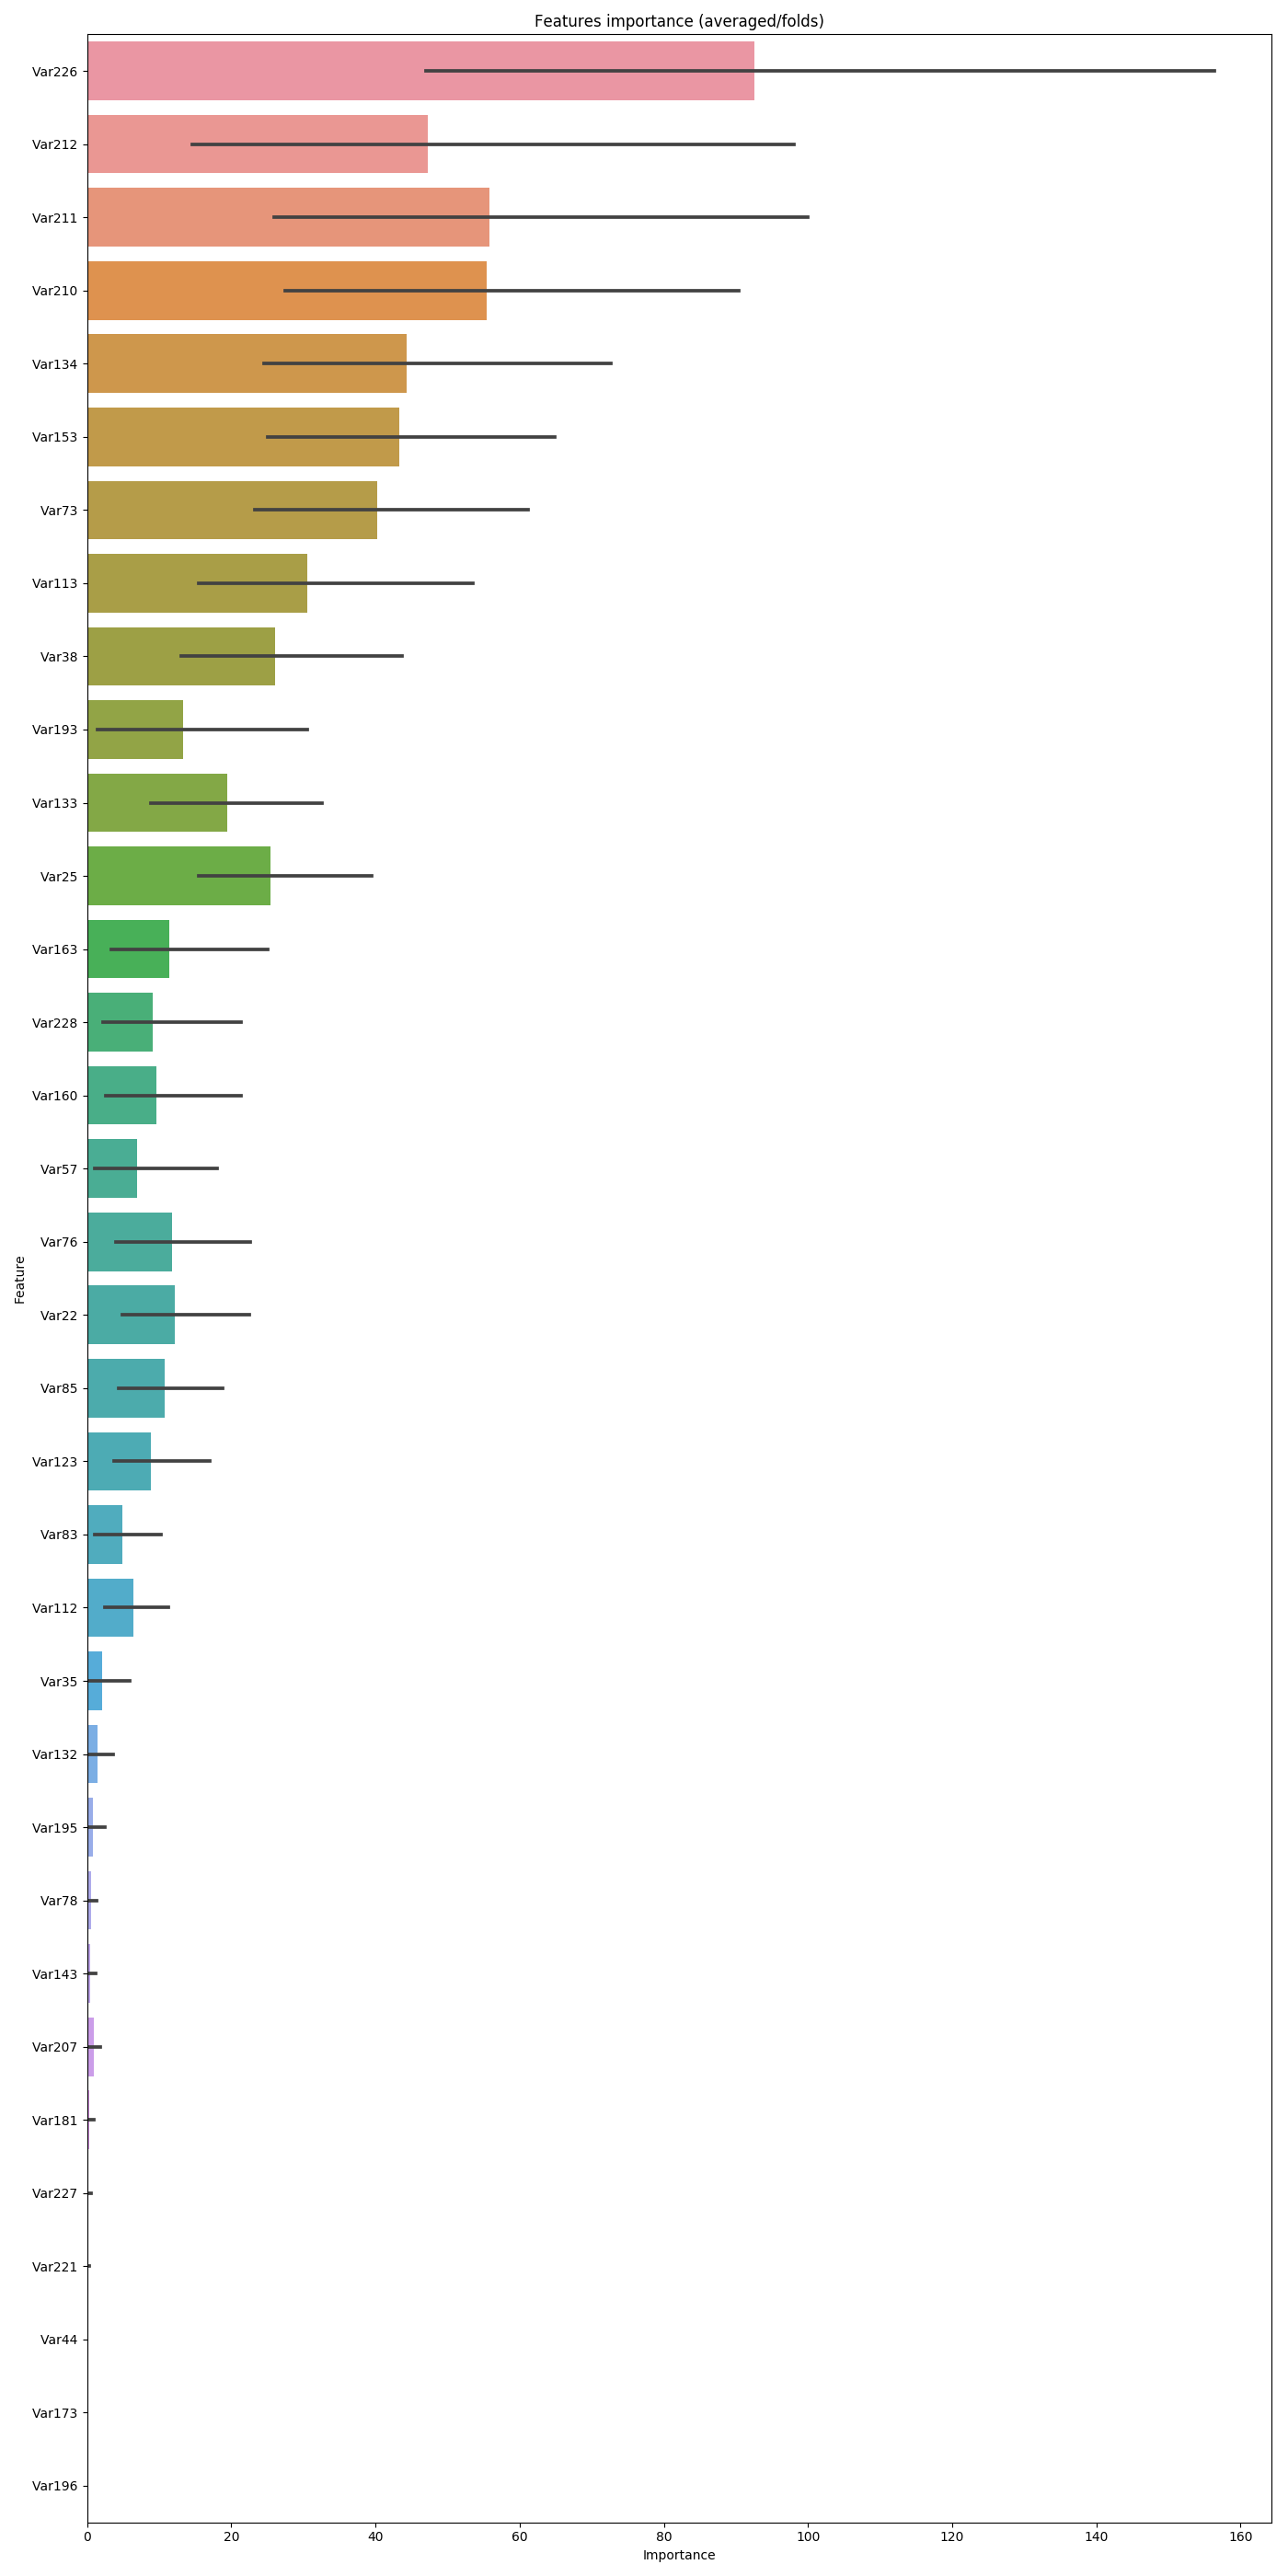 Features importance (averaged/folds)
Var226
Var212
Var211
Var210
Var134
Var153
Var73
Var113
Var38
Var193
Var133
Var25
Var163
Var228
Var160
Var57
Var76
Feature
Var22
Var85
Var123
Var83
Var112
Var35
Var132
Var195
Var78
Var143
Var207
Var181
Var227
Var221
Var44
Var173
Var196
0 20 40 60 80 100 120 140 160
Importance